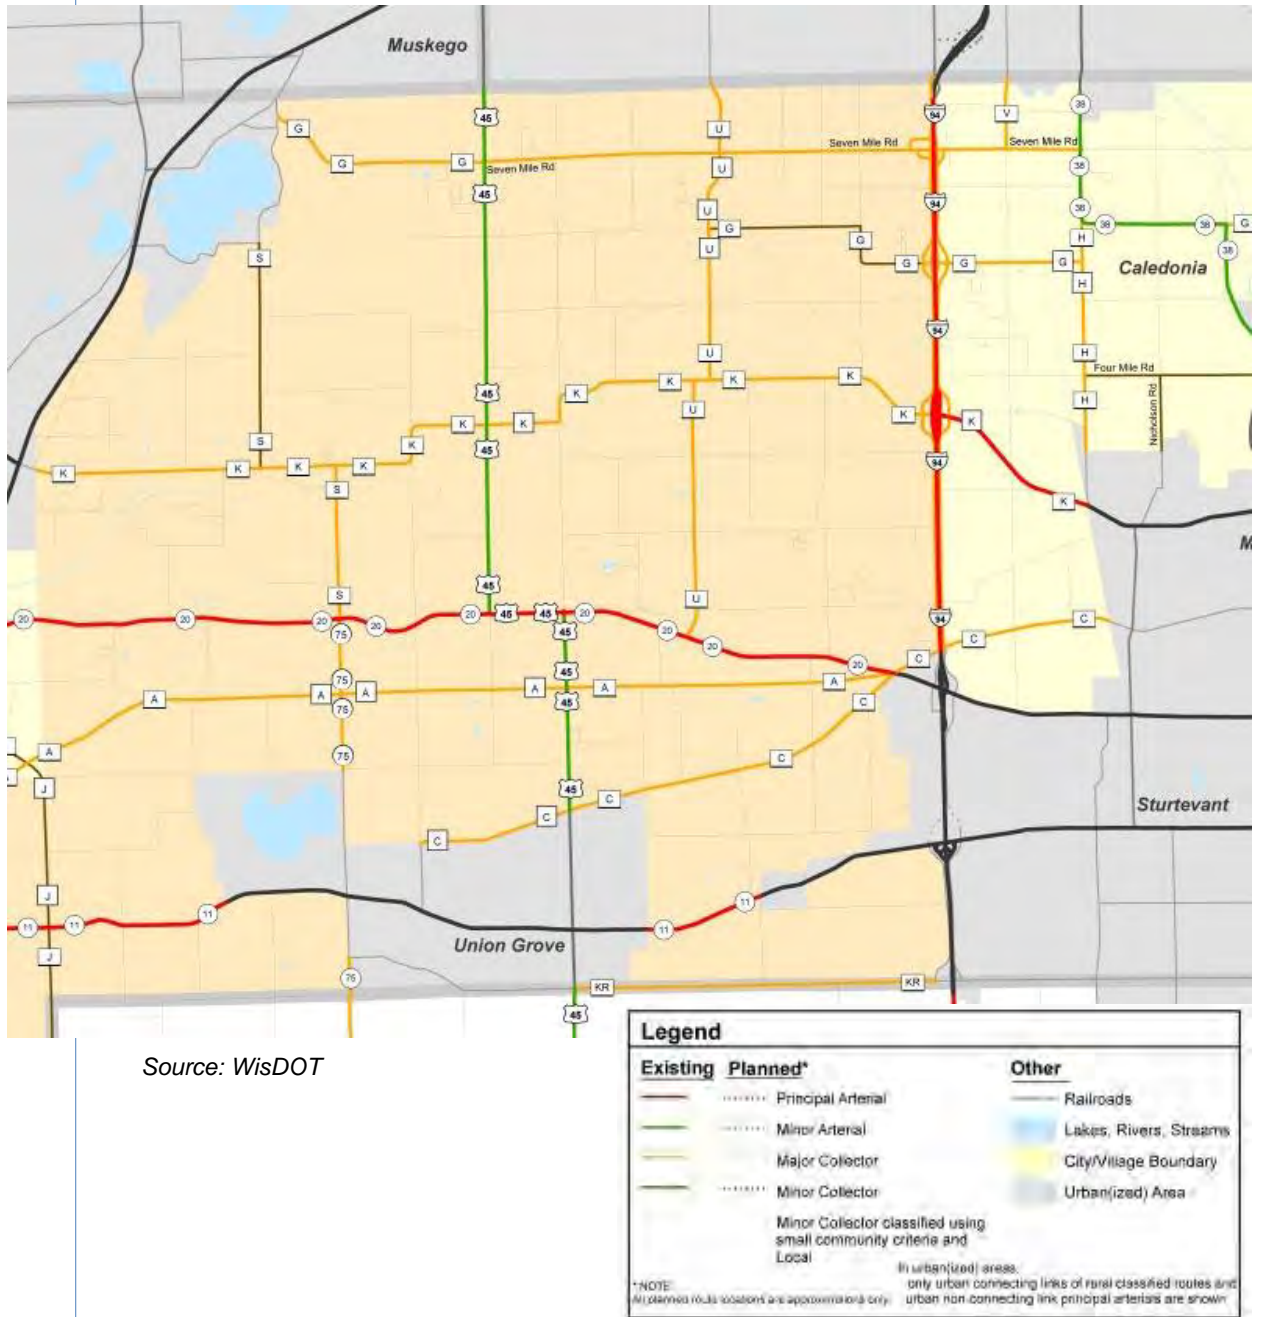 Muskego
38
45
94
V
G
U
Seven Mile Rd
Seven Mile Rd
G
G
Seven Mile Rd
U
38
45
94
38
U
G
38
38
G
H
G
U
38
S
G
G
G
H
Caledonia
94
U
H
Four Mile Rd
K
K
K
K
45
H
U
K
K
Nicholson Rd
K
K
K
S
45
94
K
K
K
K
K
S
K
M
45
S
U
20
20
20
20
20
45
45
20
94
C
75
45
20
20
C
C
20
75
A
A
45
A
A
A
A
75
45
C
A
75
C
J
45
C
C
C
Sturtevant
J
11
11
11
11
11
J
Union Grove
75
KR
KR
45
Source: WisDOT
Legend
Existing Planned* Other
Principal Arterial Railroads
Minor Arterial Lakes, Rivers, Streams
Major Collector City/Village Boundary
Minor Collector Urban(ized) Area
Minor Collector classified using
small community criteria and
Local
In urban(ized) areas,
*NOTE: only urban connecting links of rural classified routes and
All planned route locations are approximations only. urban non-connecting link principal arterials are shown